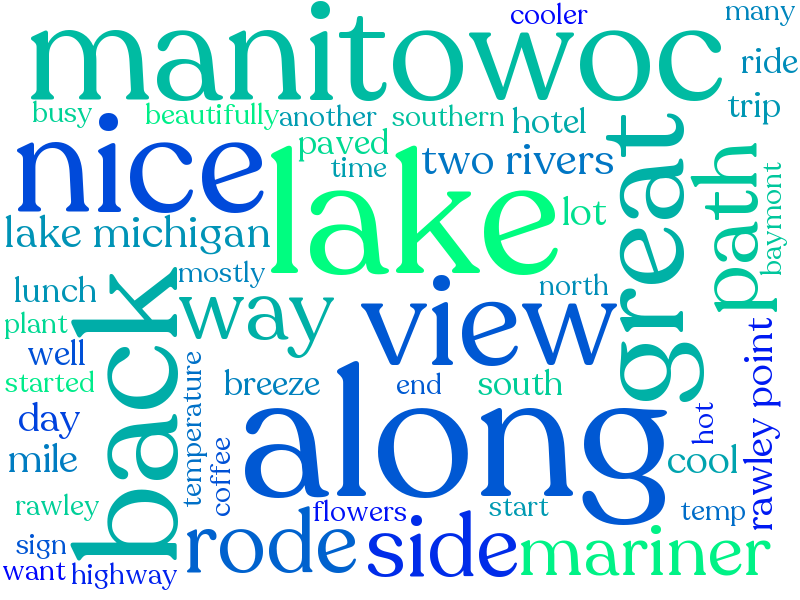 cooler
many
manitowoc
ride
busy
beautifully
another
southern
hotel
trip
nice
paved
time
two rivers
great
path
baymont
lake
lot
lake michigan
mostly
lunch
way
view
north
plant
well
back
started
temperature
breeze
end
south
day
along
hot
rawley point
mile
coffee
cool
rawley
flowers
start
temp
sign
rode
side
mariner
want
highway